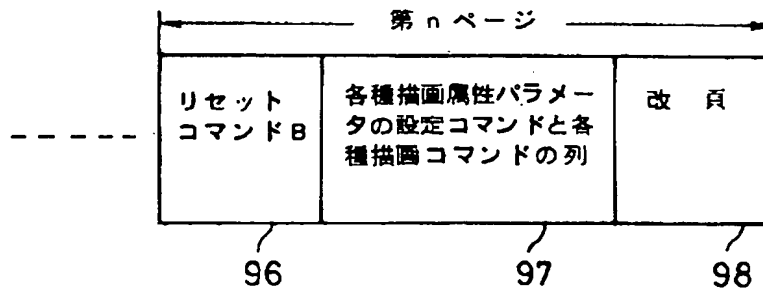 第nページ
リセット
コマンドB
各種描画属性パラメー
タの設定コマンドと各
種描画コマンドの列
改頁
96
97
98